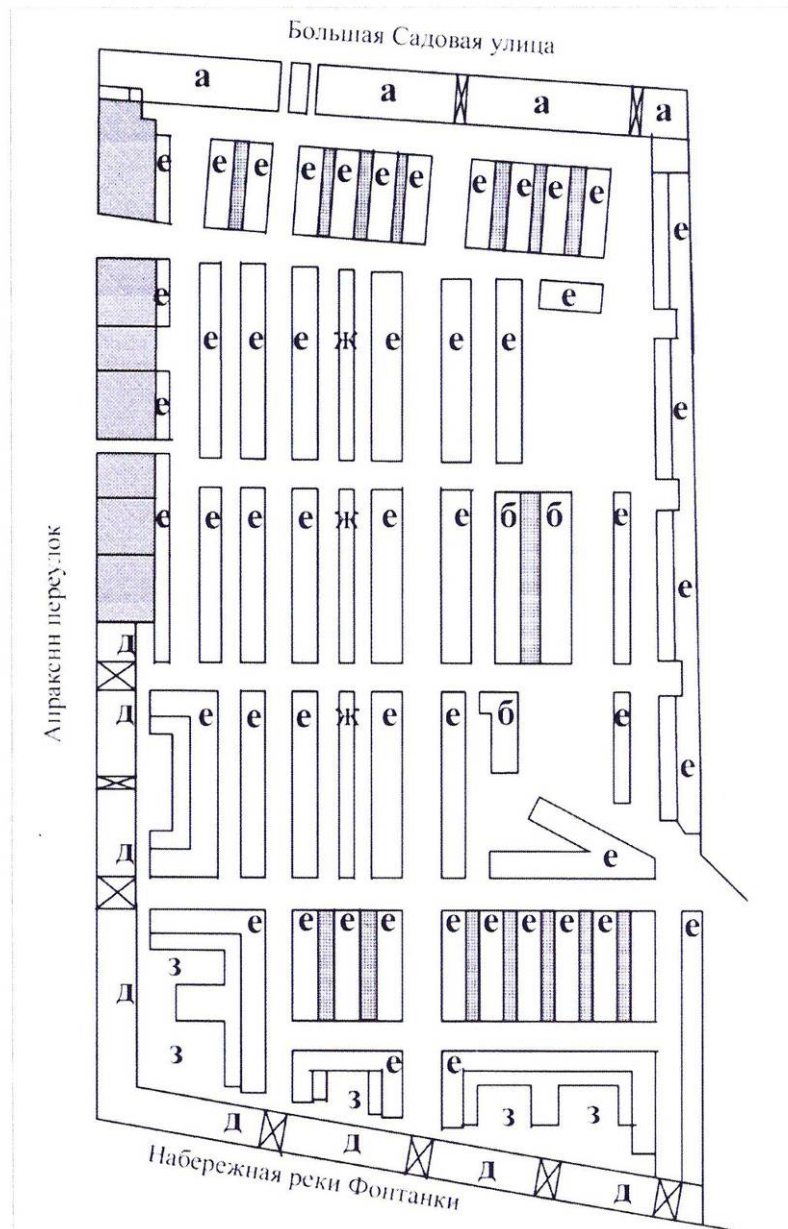 Большая Садовая улица
а
а
а
а
е
е е
е е е е
е е е е
е
е
е е е е ж е е е
е
е
е
е е е е ж е е б б е
е
Апраксин переулок
д
д
е е е ж е е б е
е
д
е
е е е е
е е е е е
е
з
д
з
е е
з
з з
д
д
д
д
Набережная реки Фонтанки